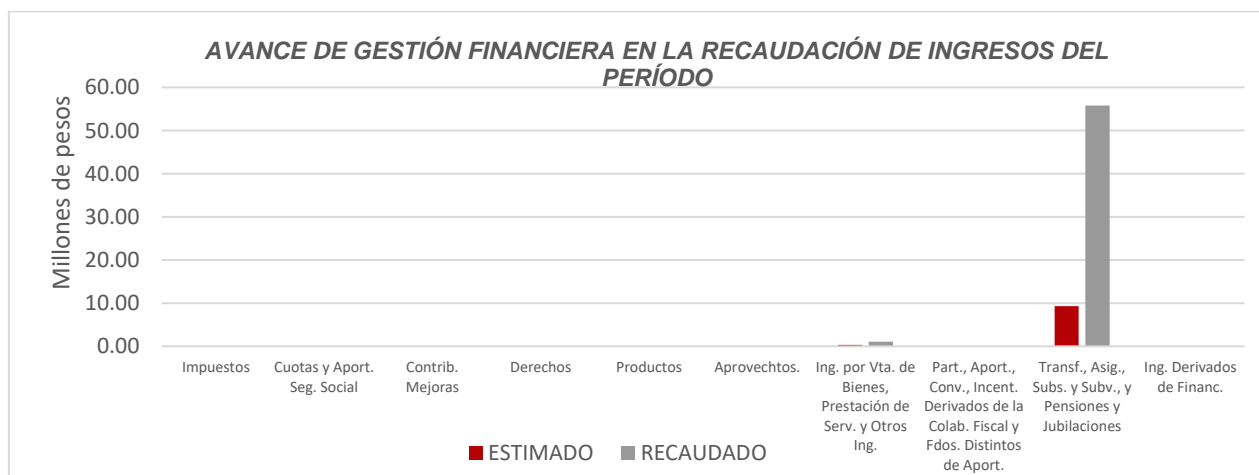 AVANCE DE GESTIÓN FINANCIERA EN LA RECAUDACIÓN DE INGRESOS DEL
PERÍODO
Millones de pesos
60.00
50.00
40.00
30.00
20.00
10.00
0.00
Impuestos
Cuotas y Aport.
Seg. Social
Contrib.
Mejoras
Derechos
Productos
Aprovechtos.
Ing. por Vta. de
Bienes,
Prestación de
Serv. y Otros
Ing.
Part., Aport.,
Conv., Incent.
Derivados de la
Colab. Fiscal y
Fdos. Distintos
de Aport.
Transf., Asig.,
Subs. y Subv., y
Pensiones y
Jubilaciones
Ing. Derivados
de Financ.
ESTIMADO
RECAUDADO